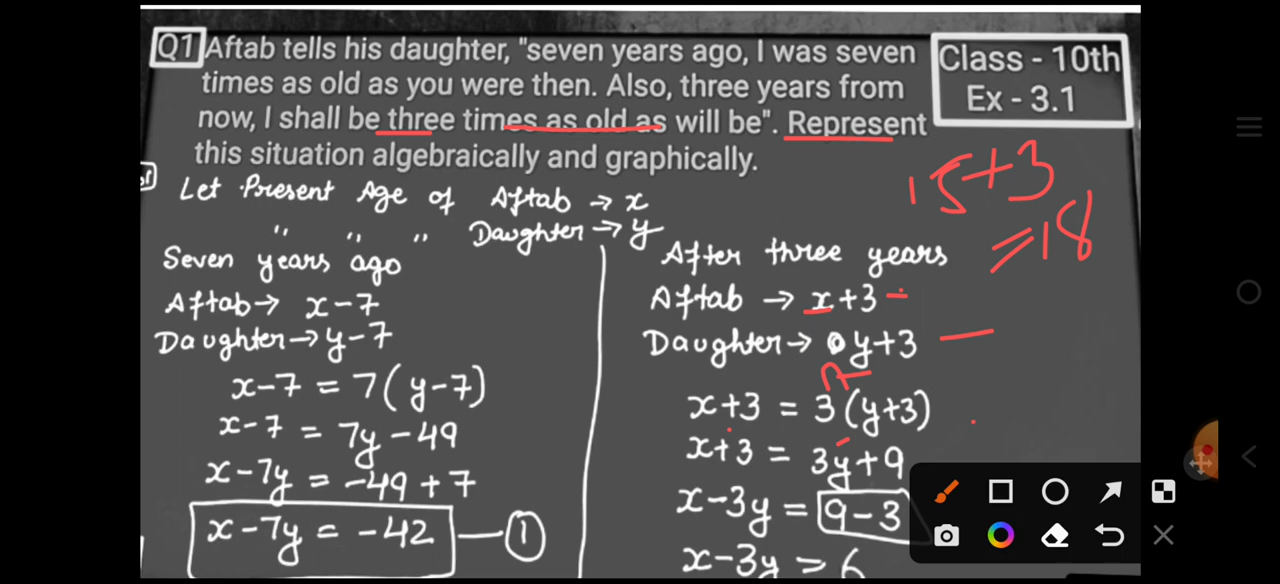 Q1 Aftab tells his daughter, "seven years ago, I was seven
times as old as you were then. Also, three years from
now, I shall be three times as old as will be". Represent
this situation algebraically and graphically.
Class - 10th
Ex - 3.1
15+3
=18
Let Present Age of Aftab → x
" " " Daughter → y
Seven years ago
Aftab → x-7
Daughter → y-7
x-7 = 7(y-7)
x-7 = 7y-49
x-7y = -49+7
x-7y = -42 — ①
After three years
Aftab → x+3
Daughter → y+3
x+3 = 3(y+3)
x+3 = 3y+9
x-3y = 9-3
x-3y = 6